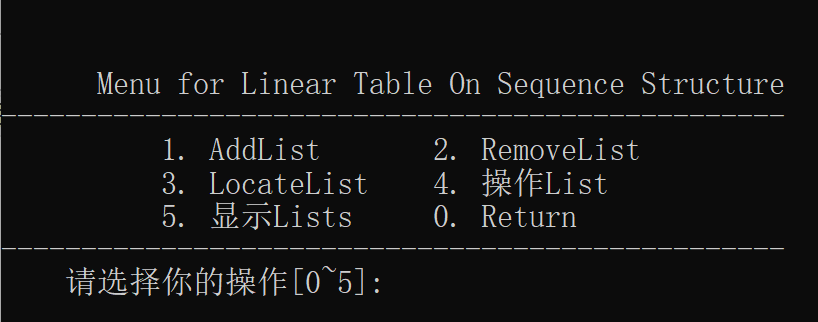 Menu for Linear Table On Sequence Structure
-------------------------------------------------
1. AddList 2. RemoveList
3. LocateList 4. 操作List
5. 显示Lists 0. Return
-------------------------------------------------
请选择你的操作[0~5]: